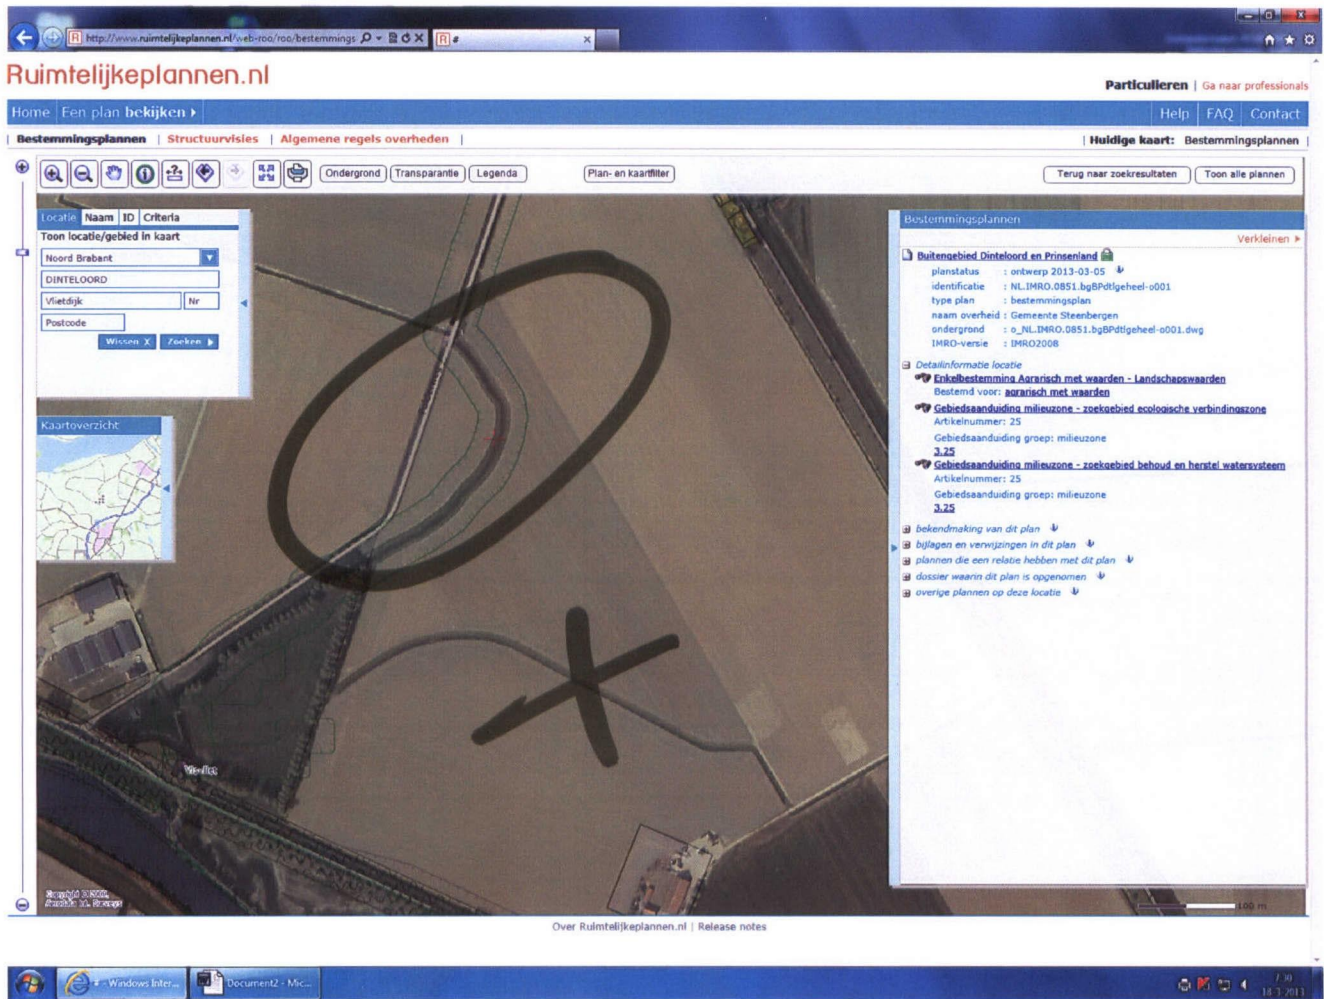 http://www.ruimtelijkeplannen.nl/web-roo/roo/bestemmings
#
Ruimtelijkeplannen.nl
Particulieren | Ga naar professionals
Home Een plan bekijken
Help FAQ Contact
| Bestemmingsplannen | Structuurvisies | Algemene regels overheden |
| Huidige kaart: Bestemmingsplannen |
Ondergrond Transparantie Legenda Plan- en kaartfilter Terug naar zoekresultaten Toon alle plannen
Locatie Naam ID Criteria
Toon locatie/gebied in kaart
Noord Brabant
DINTELOORD
Vlietdijk Nr
Postcode
Wissen X Zoeken
Kaartoverzicht
Bestemmingsplannen
Verkleinen
Buitengebied Dinteloord en Prinsenland
planstatus : ontwerp 2013-03-05
identificatie : NL.IMRO.0851.bgBPdtlgeheel-o001
type plan : bestemmingsplan
naam overheid : Gemeente Steenbergen
ondergrond : o_NL.IMRO.0851.bgBPdtlgeheel-o001.dwg
IMRO-versie : IMRO2008
Detailinformatie locatie
Enkelbestemming Agrarisch met waarden - Landschapswaarden
Bestemd voor: agrarisch met waarden
Gebiedsaanduiding milieuzone - zoekgebied ecologische verbindingszone
Artikelnummer: 25
Gebiedsaanduiding groep: milieuzone
3.25
Gebiedsaanduiding milieuzone - zoekgebied behoud en herstel watersysteem
Artikelnummer: 25
Gebiedsaanduiding groep: milieuzone
3.25
bekendmaking van dit plan
bijlagen en verwijzingen in dit plan
plannen die een relatie hebben met dit plan
dossier waarin dit plan is opgenomen
overige plannen op deze locatie
100 m
Over Ruimtelijkeplannen.nl | Release notes
# - Windows Inter...
Document2 - Mic...
7:30
18-3-2013